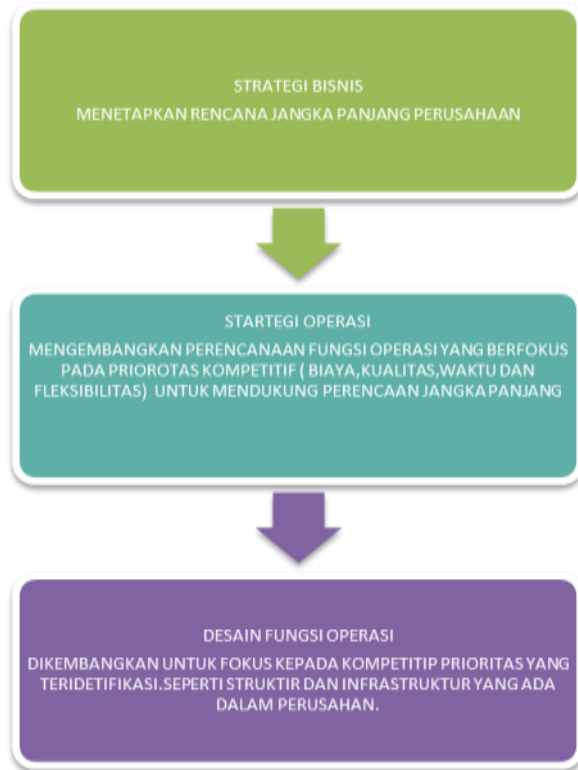 STRATEGI BISNIS
MENETAPKAN RENCANA JANGKA PANJANG PERUSAHAAN
STARTEGI OPERASI
MENGEMBANGKAN PERENCANAAN FUNGSI OPERASI YANG BERFOKUS
PADA PRIOROTAS KOMPETITIF ( BIAYA,KUALITAS,WAKTU DAN
FLEKSIBILITAS) UNTUK MENDUKUNG PERENCAAN JANGKA PANJANG
DESAIN FUNGSI OPERASI
DIKEMBANGKAN UNTUK FOKUS KEPADA KOMPETITIP PRIORITAS YANG
TERIDETIFIKASI.SEPERTI STRUKTIR DAN INFRASTRUKTUR YANG ADA
DALAM PERUSAHAN.